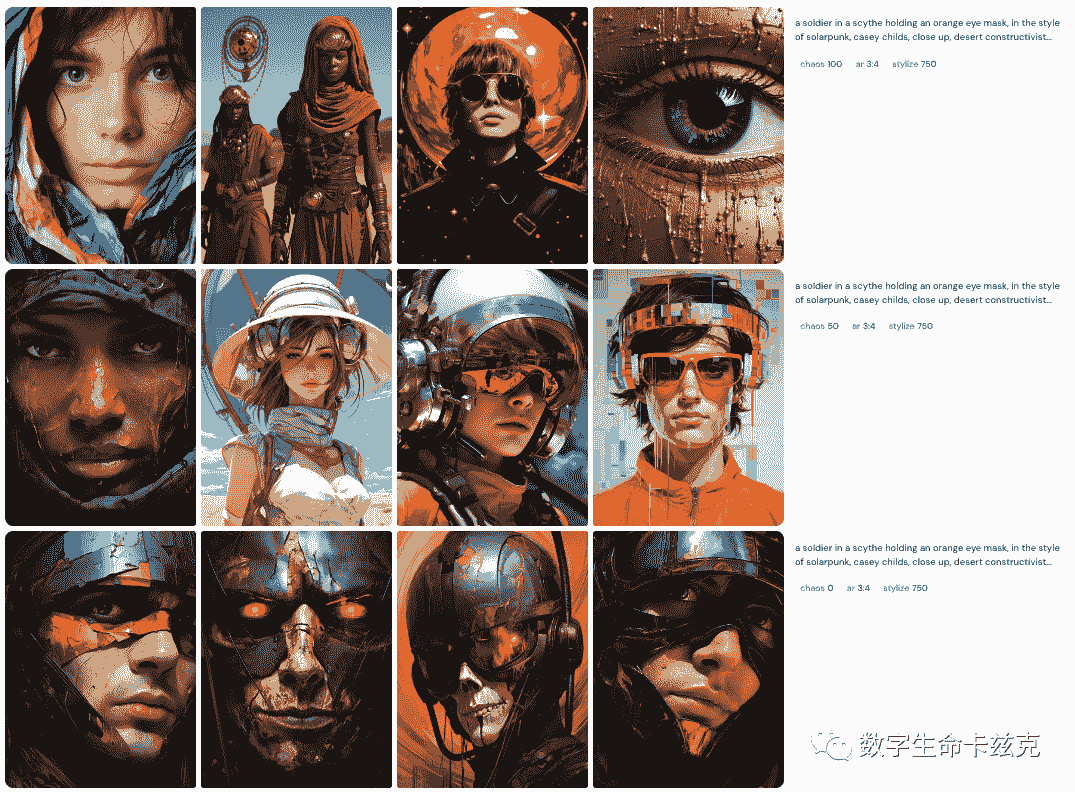 a soldier in a scythe holding an orange eye mask, in the style
of solarpunk, casey childs, close up, desert constructivist...
chaos 100 ar 3:4 stylize 750
a soldier in a scythe holding an orange eye mask, in the style
of solarpunk, casey childs, close up, desert constructivist...
chaos 50 ar 3:4 stylize 750
a soldier in a scythe holding an orange eye mask, in the style
of solarpunk, casey childs, close up, desert constructivist...
chaos 0 ar 3:4 stylize 750
数字生命卡兹克